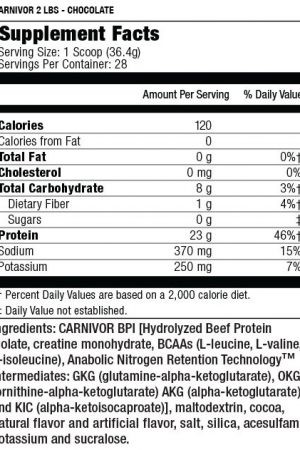 ARNIVOR 2 LBS - CHOCOLATE
Supplement Facts
Serving Size: 1 Scoop (36.4g)
Servings Per Container: 28
Amount Per Serving % Daily Value
Calories 120
Calories from Fat 0
Total Fat 0 g 0%†
Cholesterol 0 mg 0%
Total Carbohydrate 8 g 3%†
Dietary Fiber 1 g 4%†
Sugars 0 g ‡
Protein 23 g 46%†
Sodium 370 mg 15%
Potassium 250 mg 7%
Percent Daily Values are based on a 2,000 calorie diet.
Daily Value not established.
ngredients: CARNIVOR BPI [Hydrolyzed Beef Protein
olate, creatine monohydrate, BCAAs (L-leucine, L-valine,
-isoleucine), Anabolic Nitrogen Retention Technology™
ntermediates: GKG (glutamine-alpha-ketoglutarate), OKG
ornithine-alpha-ketoglutarate) AKG (alpha-ketoglutarate)
nd KIC (alpha-ketoisocaproate)], maltodextrin, cocoa,
atural flavor and artificial flavor, salt, silica, acesulfam
otassium and sucralose.